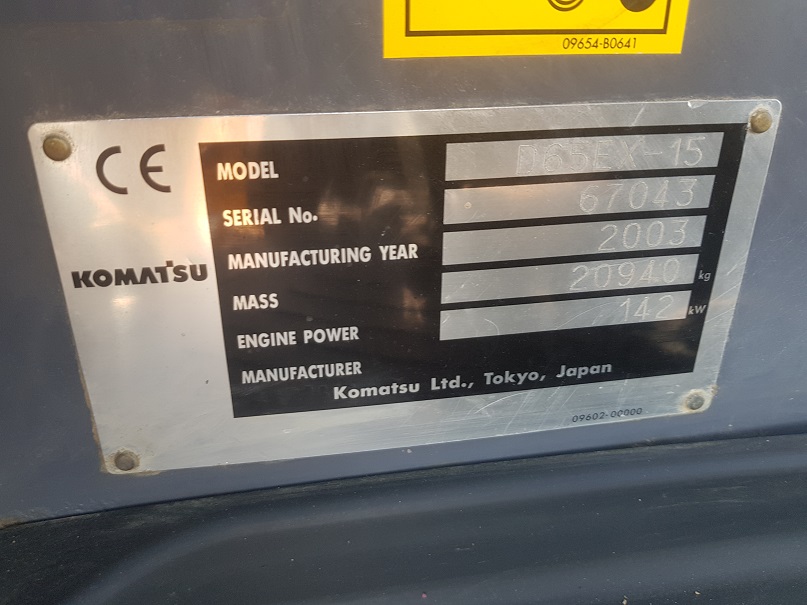 09654-B0641
CE
KOMATSU
MODEL D65EX-15
SERIAL No. 67043
MANUFACTURING YEAR 2003
MASS 20940 kg
ENGINE POWER 142 kW
MANUFACTURER
Komatsu Ltd., Tokyo, Japan
09602-00000